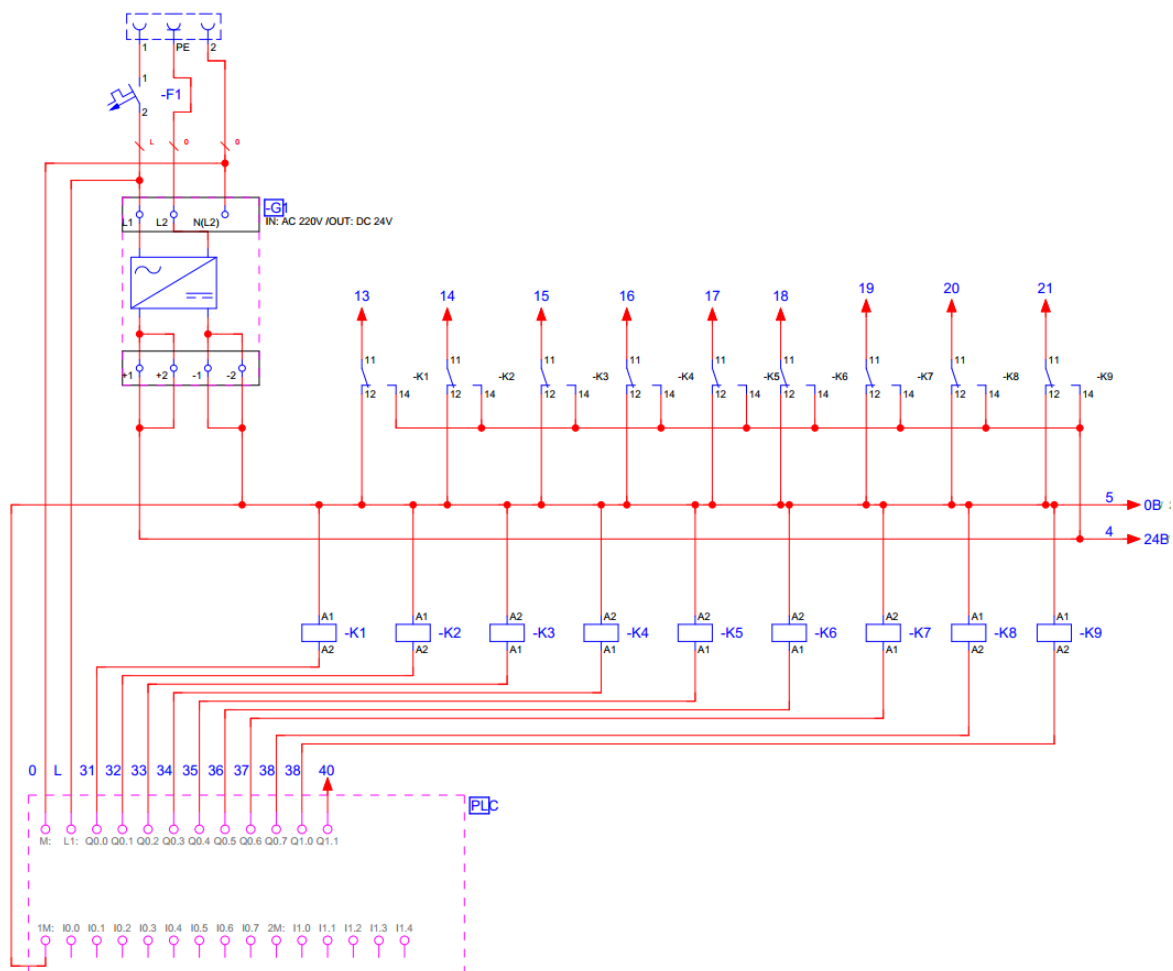 1 PE 2
1
-F1
2
L 0 0
-G1
L1 L2 N(L2)
IN: AC 220V /OUT: DC 24V
13 14 15 16 17 18 19 20 21
11 11 11 11 11 11 11 11 11
+1 +2 -1 -2
-K1 -K2 -K3 -K4 -K5 -K6 -K7 -K8 -K9
12 14 12 14 12 14 12 14 12 14 12 14 12 14 12 14 12 14
5 0B/
4 24B
A1 A1 A2 A2 A2 A2 A2 A1 A1
-K1 -K2 -K3 -K4 -K5 -K6 -K7 -K8 -K9
A2 A2 A1 A1 A1 A1 A1 A2 A2
0 L 31 32 33 34 35 36 37 38 38 40
PLC
M: L1: Q0.0 Q0.1 Q0.2 Q0.3 Q0.4 Q0.5 Q0.6 Q0.7 Q1.0 Q1.1
1M: I0.0 I0.1 I0.2 I0.3 I0.4 I0.5 I0.6 I0.7 2M: I1.0 I1.1 I1.2 I1.3 I1.4